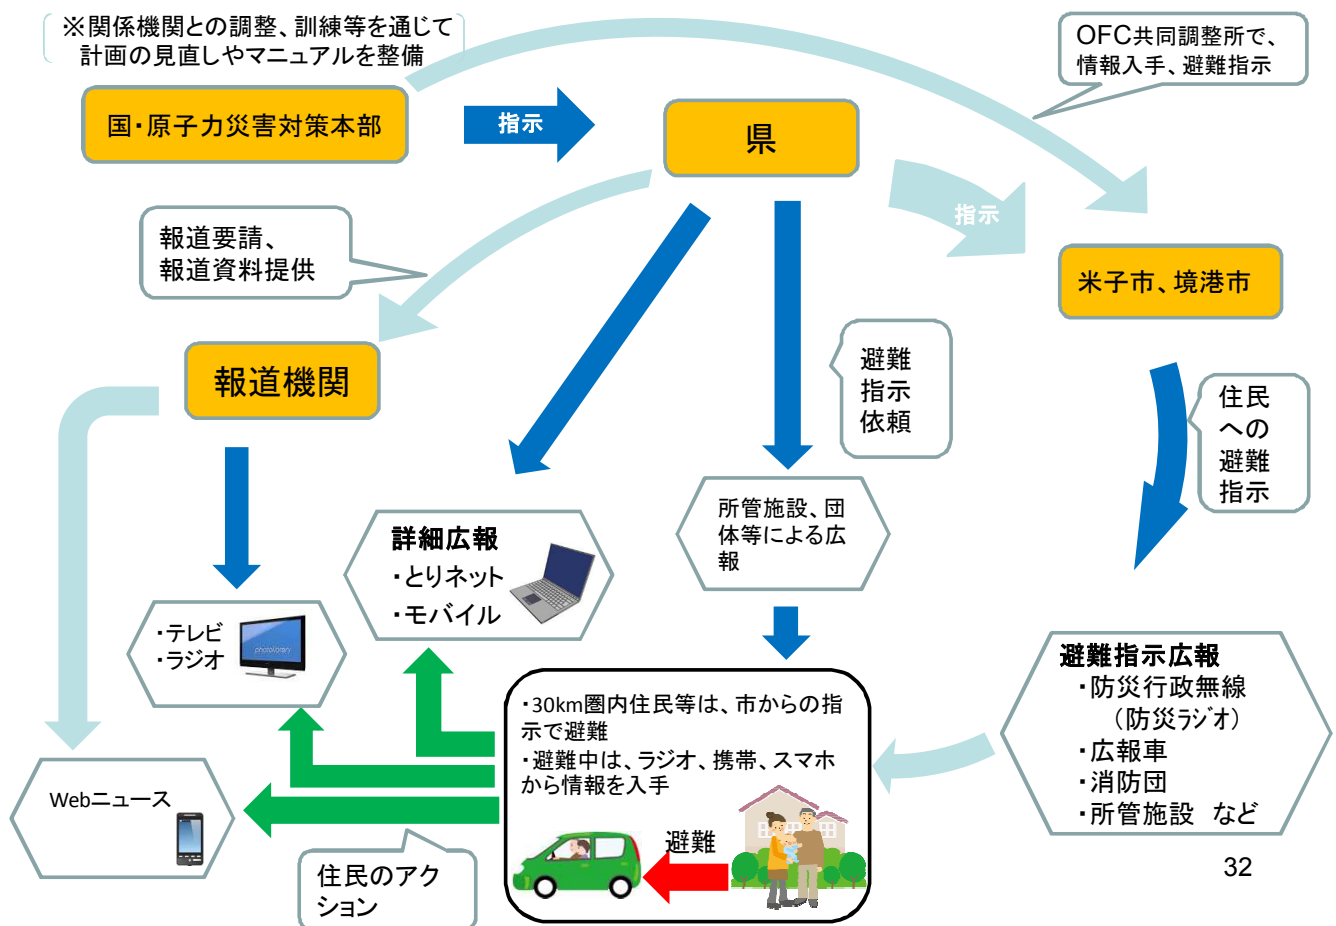 ※関係機関との調整、訓練等を通じて
計画の見直しやマニュアルを整備
OFC共同調整所で、
情報入手、避難指示
国・原子力災害対策本部
指示
県
指示
報道要請、
報道資料提供
米子市、境港市
報道機関
避難
指示
依頼
住民
への
避難
指示
所管施設、団
体等による広
報
詳細広報
・とりネット
・モバイル
・テレビ
・ラジオ
photolibrary
避難指示広報
・防災行政無線
（防災ﾗｼﾞｵ）
・広報車
・消防団
・所管施設　など
・30km圏内住民等は、市からの指
示で避難
・避難中は、ラジオ、携帯、スマホ
から情報を入手
避難
Webニュース
住民のアク
ション
32